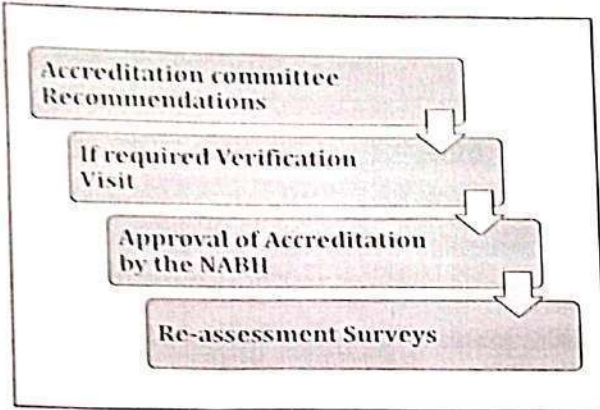 Accreditation committee
Recommendations
If required Verification
Visit
Approval of Accreditation
by the NABH
Re-assessment Surveys